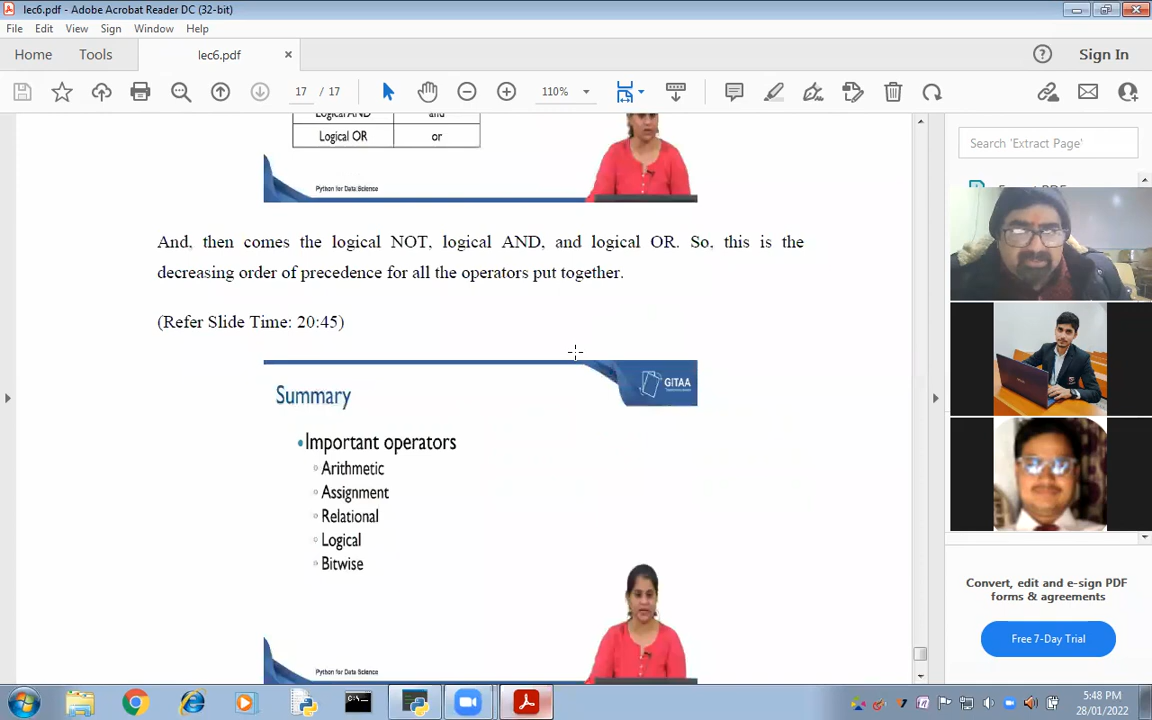 lec6.pdf - Adobe Acrobat Reader DC (32-bit)
File Edit View Sign Window Help
Home Tools lec6.pdf × Sign In
17 / 17 110%
Logical AND and
Logical OR or
Python for Data Science
And, then comes the logical NOT, logical AND, and logical OR. So, this is the
decreasing order of precedence for all the operators put together.
(Refer Slide Time: 20:45)
GITAA
Summary
•Important operators
Arithmetic
Assignment
Relational
Logical
Bitwise
Python for Data Science
Search 'Extract Page'
Convert, edit and e-sign PDF
forms & agreements
Free 7-Day Trial
5:48 PM
28/01/2022